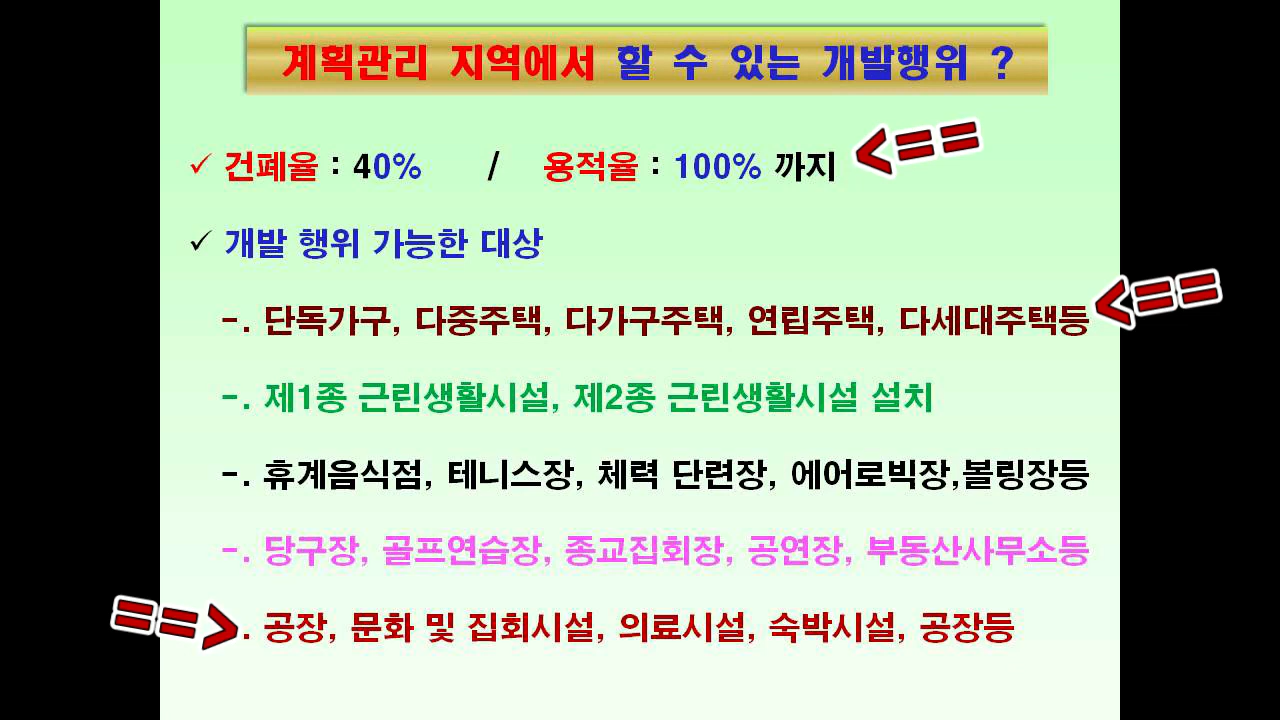 계획관리 지역에서 할 수 있는 개발행위 ?
✓ 건폐율 : 40% / 용적율 : 100% 까지 <==
✓ 개발 행위 가능한 대상
-. 단독가구, 다중주택, 다가구주택, 연립주택, 다세대주택등 <==
-. 제1종 근린생활시설, 제2종 근린생활시설 설치
-. 휴계음식점, 테니스장, 체력 단련장, 에어로빅장,볼링장등
-. 당구장, 골프연습장, 종교집회장, 공연장, 부동산사무소등
==> . 공장, 문화 및 집회시설, 의료시설, 숙박시설, 공장등